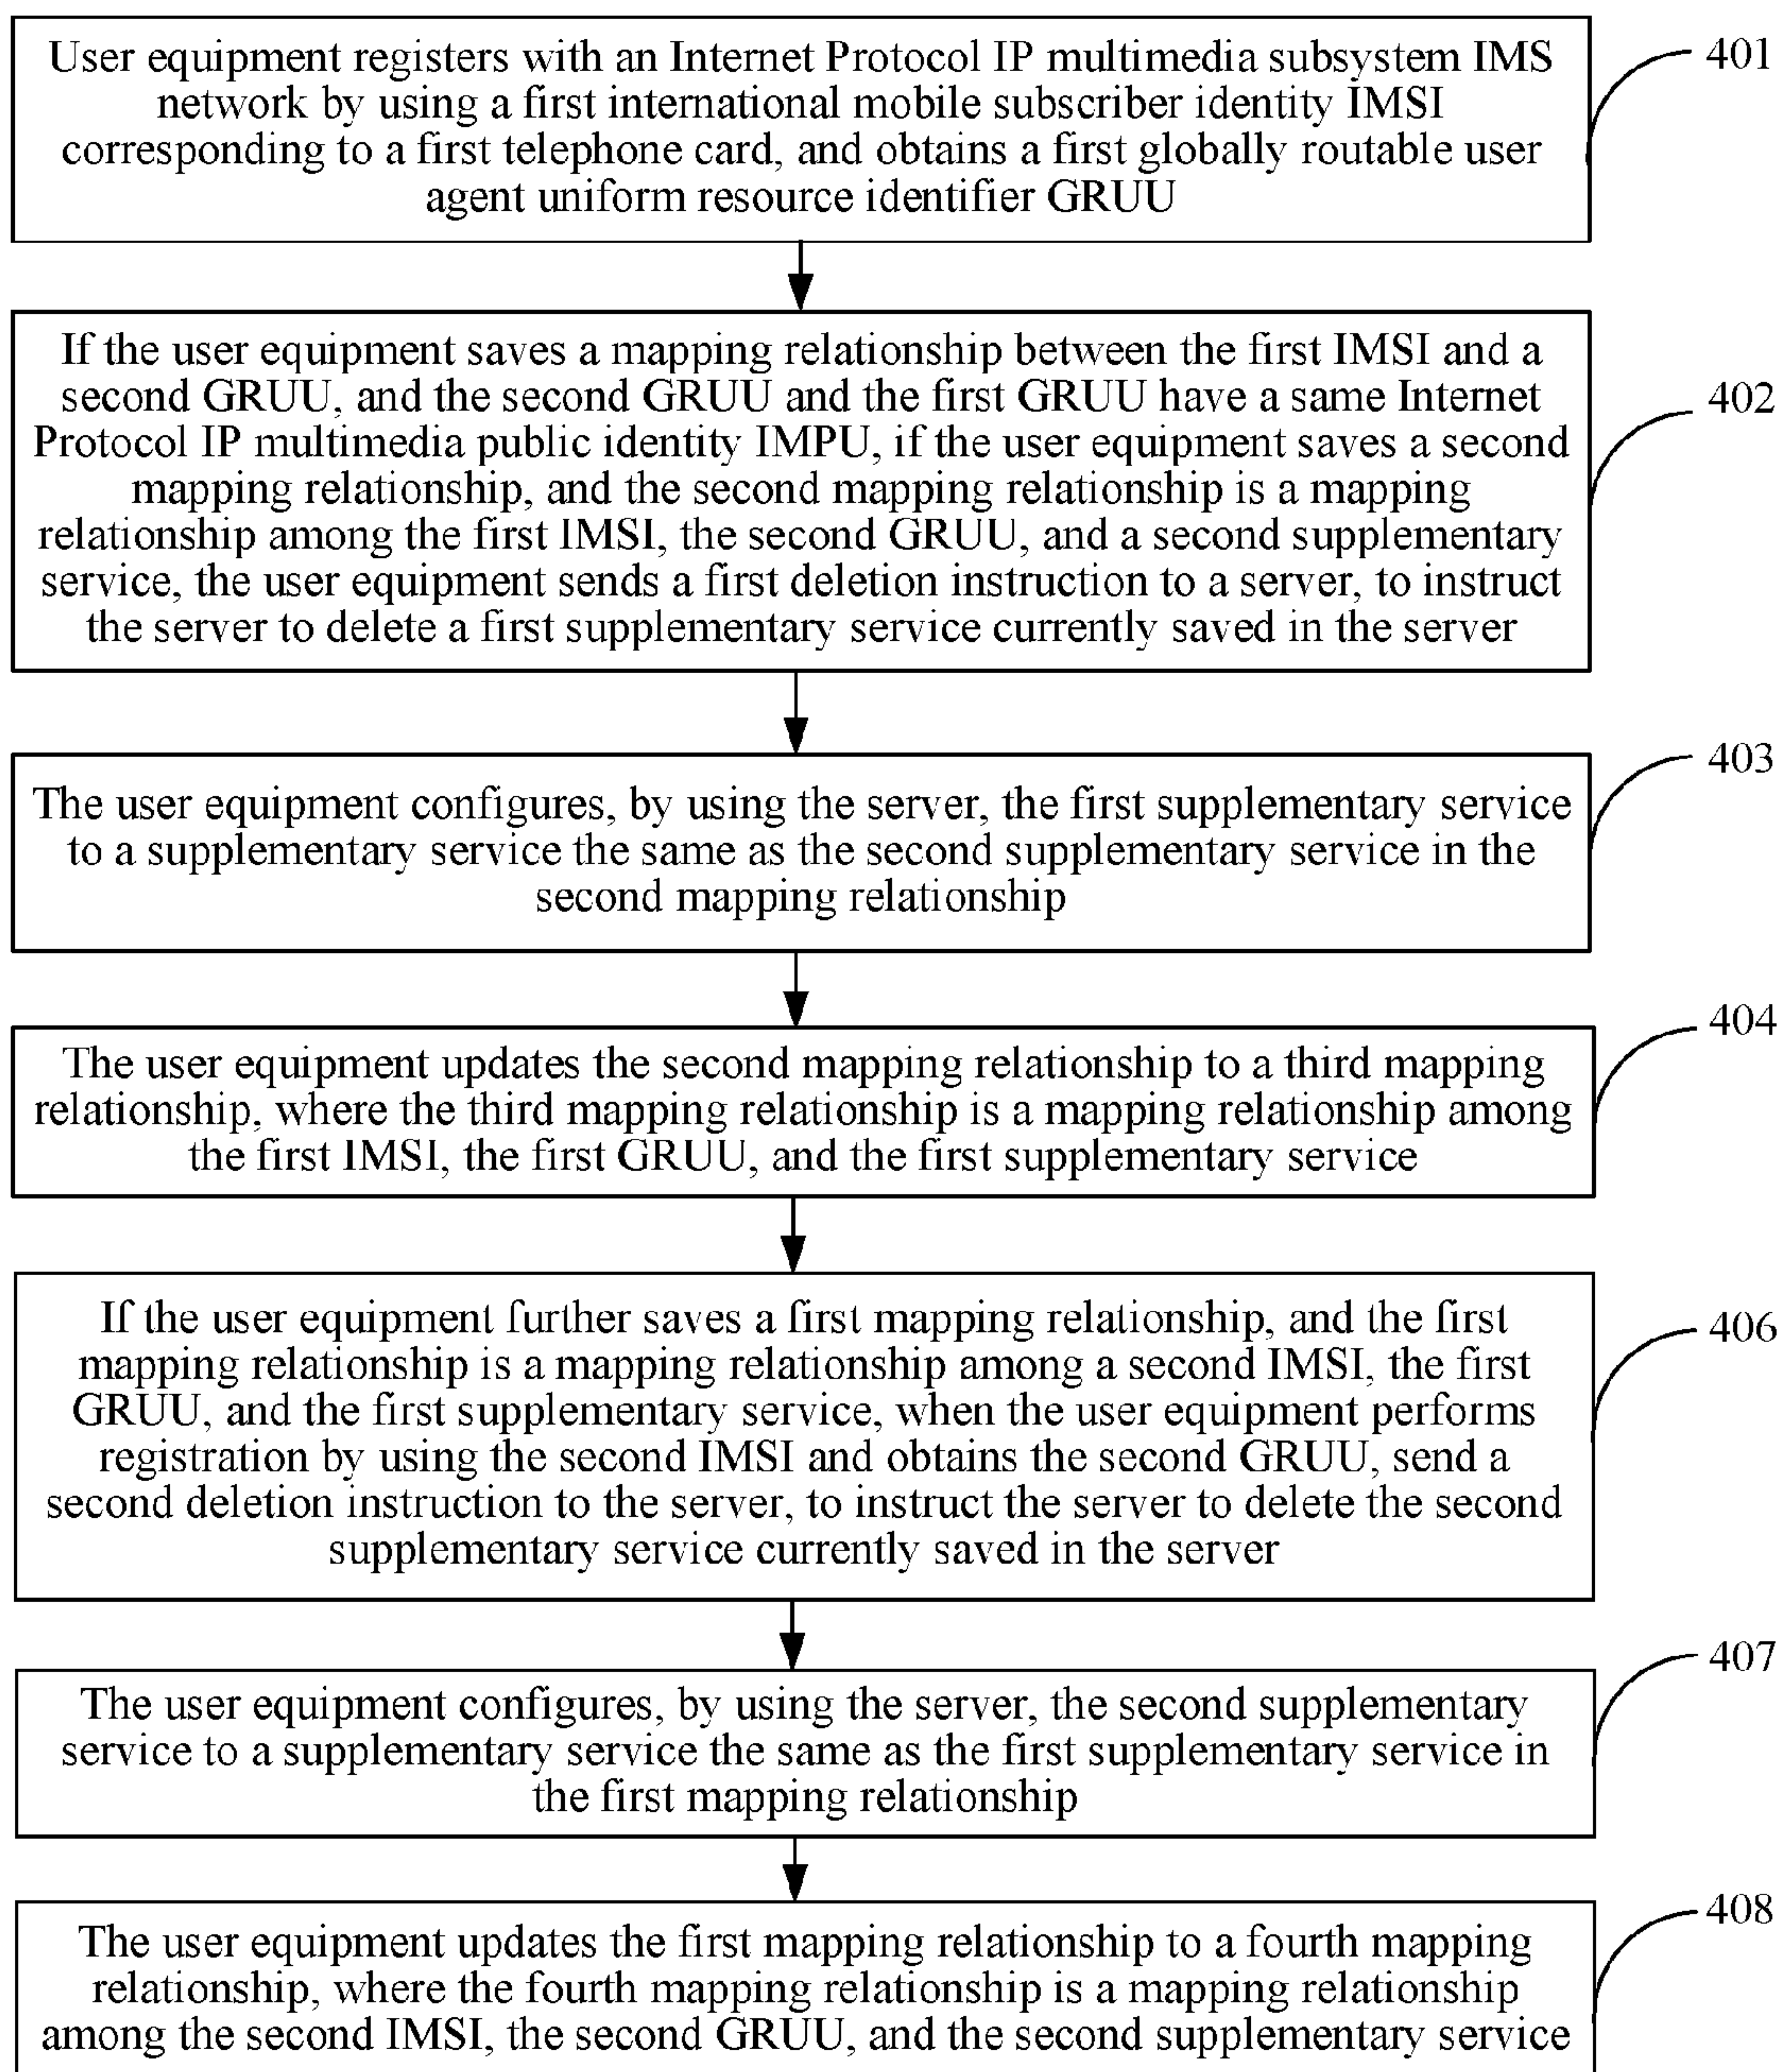 User equipment registers with an Internet Protocol IP multimedia subsystem IMS
network by using a first international mobile subscriber identity IMSI
corresponding to a first telephone card, and obtains a first globally routable user
agent uniform resource identifier GRUU
401
If the user equipment saves a mapping relationship between the first IMSI and a
second GRUU, and the second GRUU and the first GRUU have a same Internet
Protocol IP multimedia public identity IMPU, if the user equipment saves a second
mapping relationship, and the second mapping relationship is a mapping
relationship among the first IMSI, the second GRUU, and a second supplementary
service, the user equipment sends a first deletion instruction to a server, to instruct
the server to delete a first supplementary service currently saved in the server
402
The user equipment configures, by using the server, the first supplementary service
to a supplementary service the same as the second supplementary service in the
second mapping relationship
403
The user equipment updates the second mapping relationship to a third mapping
relationship, where the third mapping relationship is a mapping relationship among
the first IMSI, the first GRUU, and the first supplementary service
404
If the user equipment further saves a first mapping relationship, and the first
mapping relationship is a mapping relationship among a second IMSI, the first
GRUU, and the first supplementary service, when the user equipment performs
registration by using the second IMSI and obtains the second GRUU, send a
second deletion instruction to the server, to instruct the server to delete the second
supplementary service currently saved in the server
406
The user equipment configures, by using the server, the second supplementary
service to a supplementary service the same as the first supplementary service in
the first mapping relationship
407
The user equipment updates the first mapping relationship to a fourth mapping
relationship, where the fourth mapping relationship is a mapping relationship
among the second IMSI, the second GRUU, and the second supplementary service
408